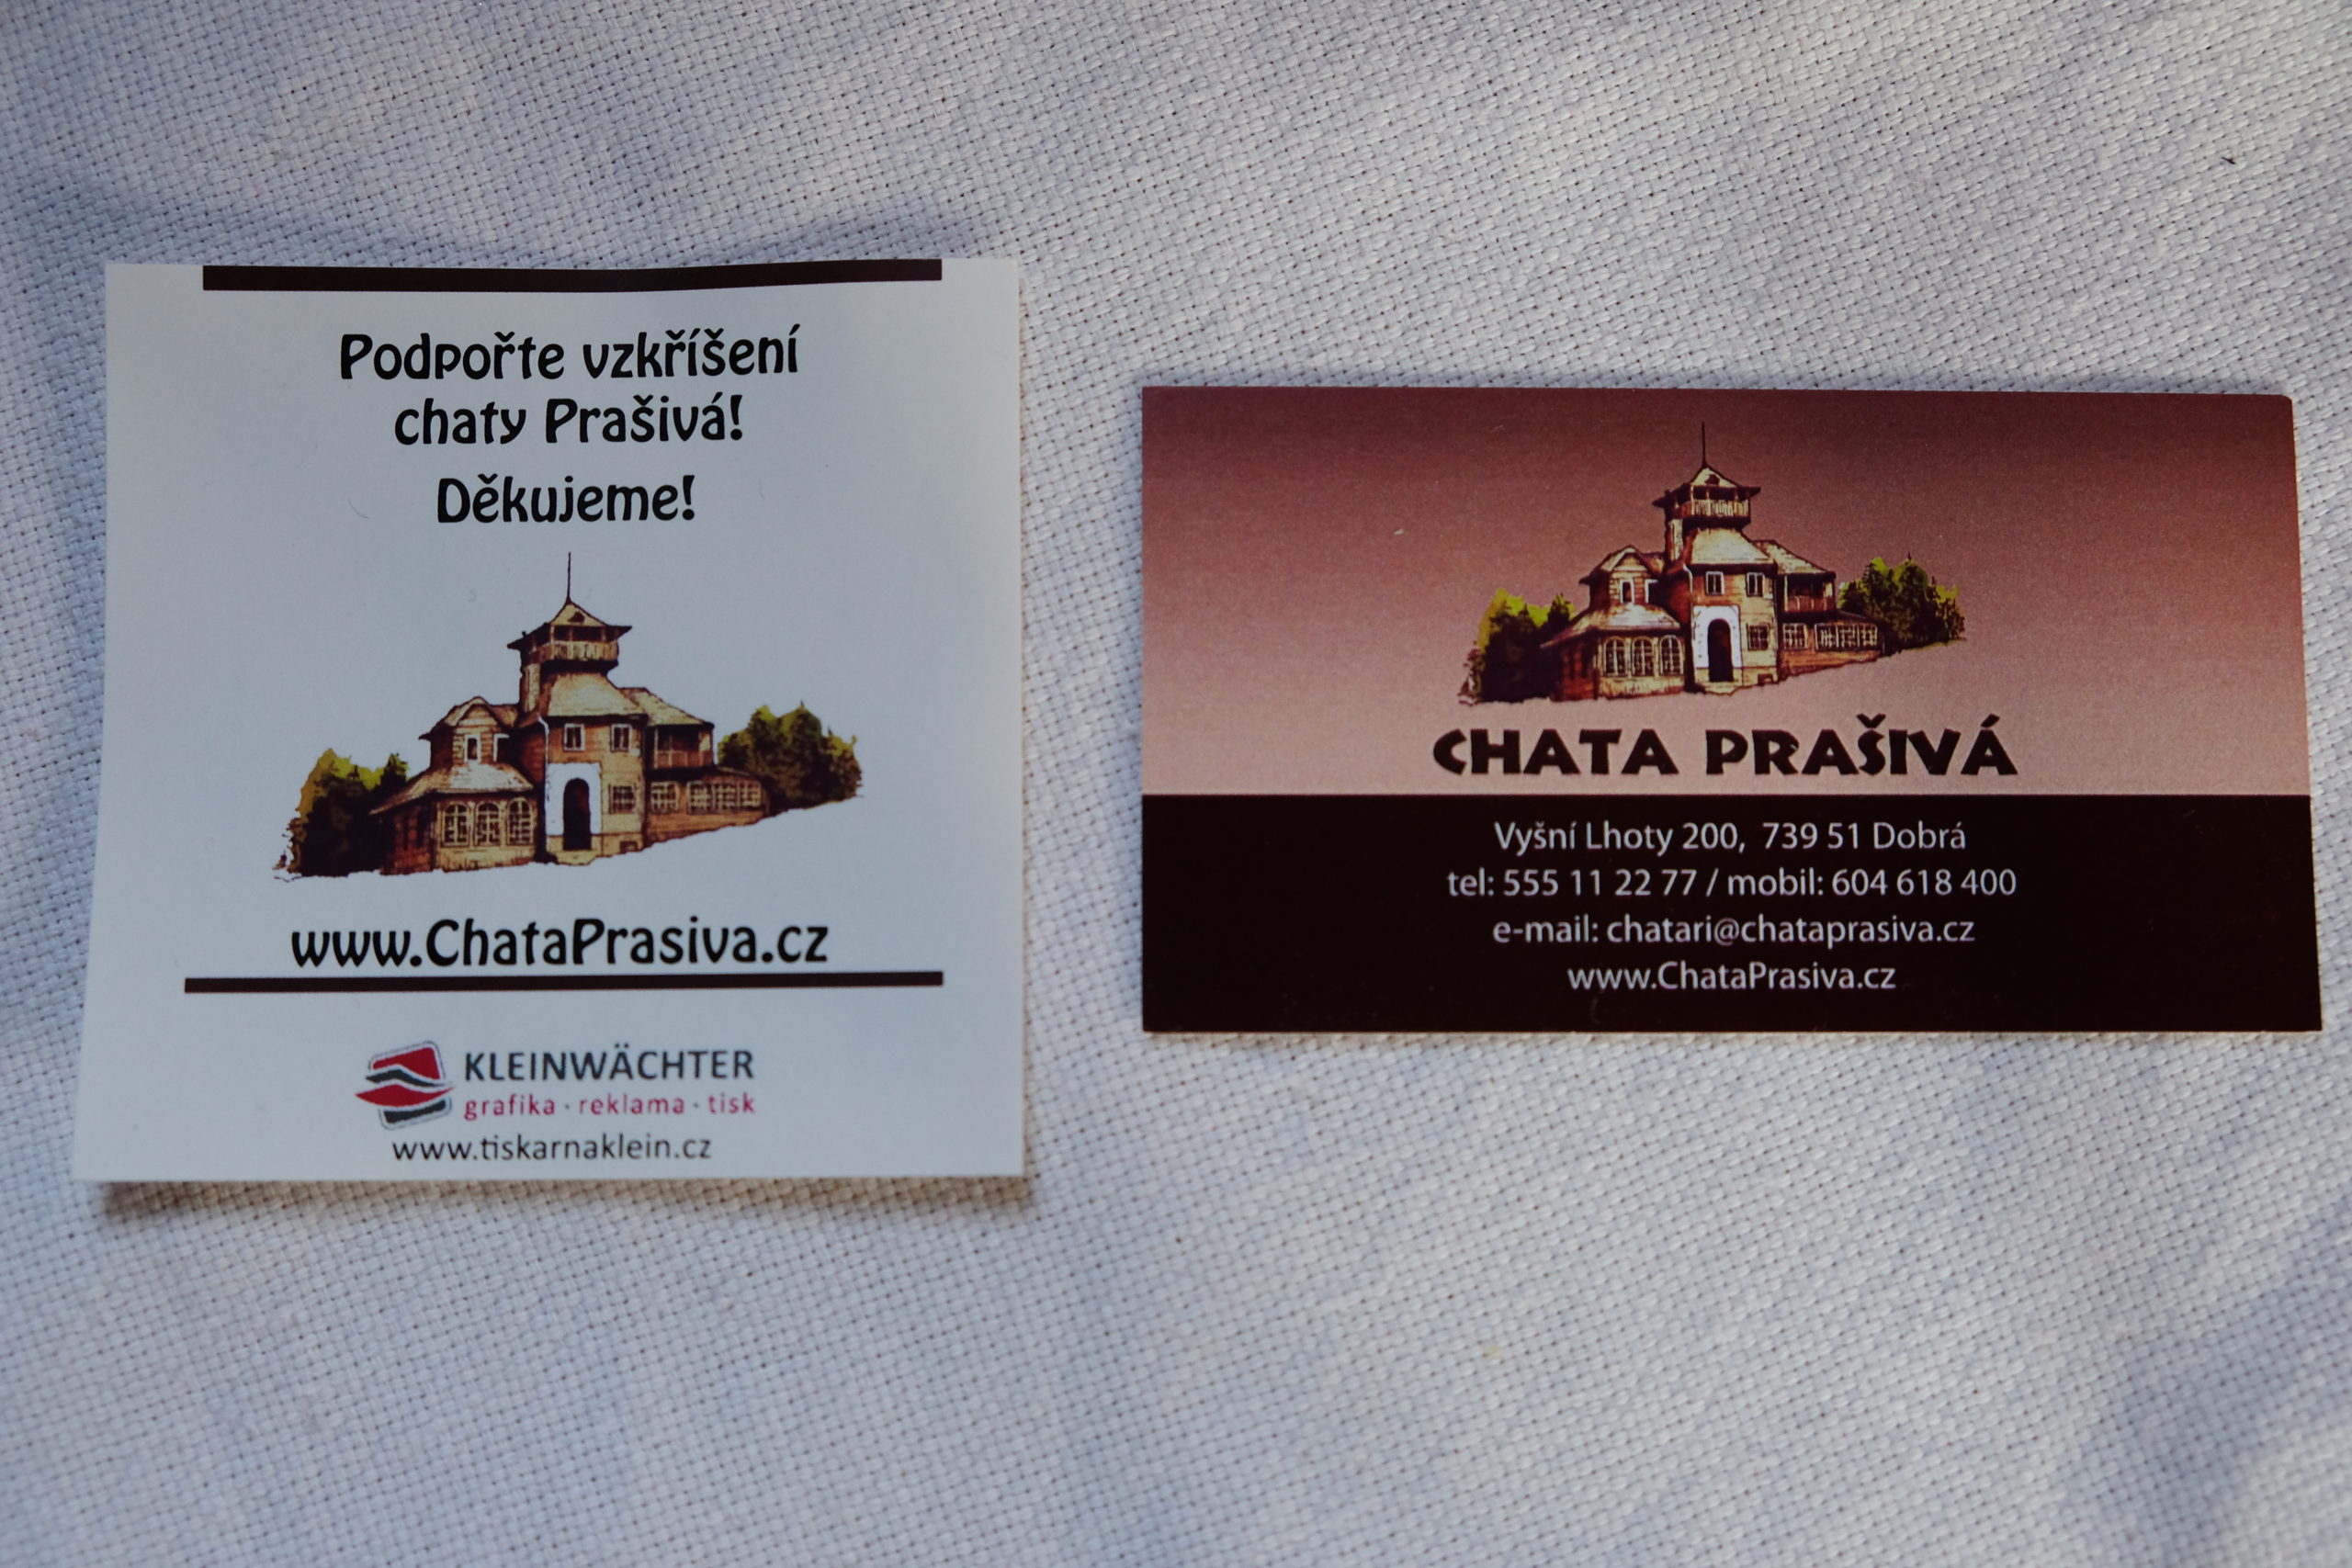 Podpořte vzkříšení
chaty Prašivá!
Děkujeme!
www.ChataPrasiva.cz
KLEINWÄCHTER
grafika · reklama · tisk
www.tiskarnaklein.cz
CHATA PRAŠIVÁ
Vyšní Lhoty 200, 739 51 Dobrá
tel: 555 11 22 77 / mobil: 604 618 400
e-mail: chatari@chataprasiva.cz
www.ChataPrasiva.cz